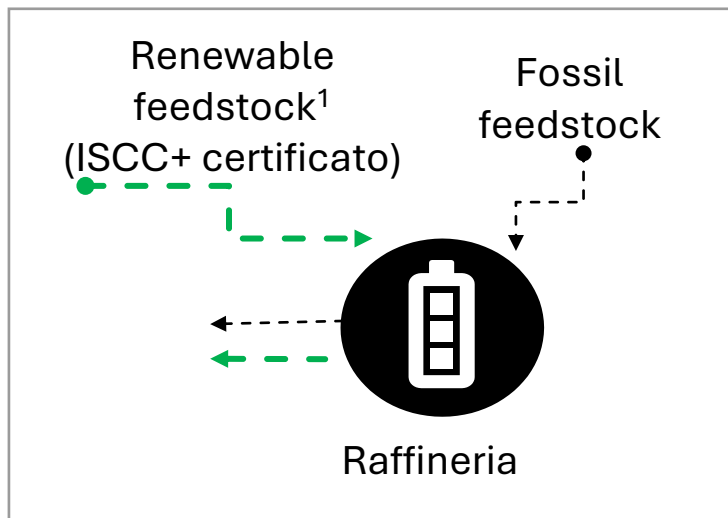 Renewable
feedstock¹
(ISCC+ certificato)
Fossil
feedstock
Raffineria